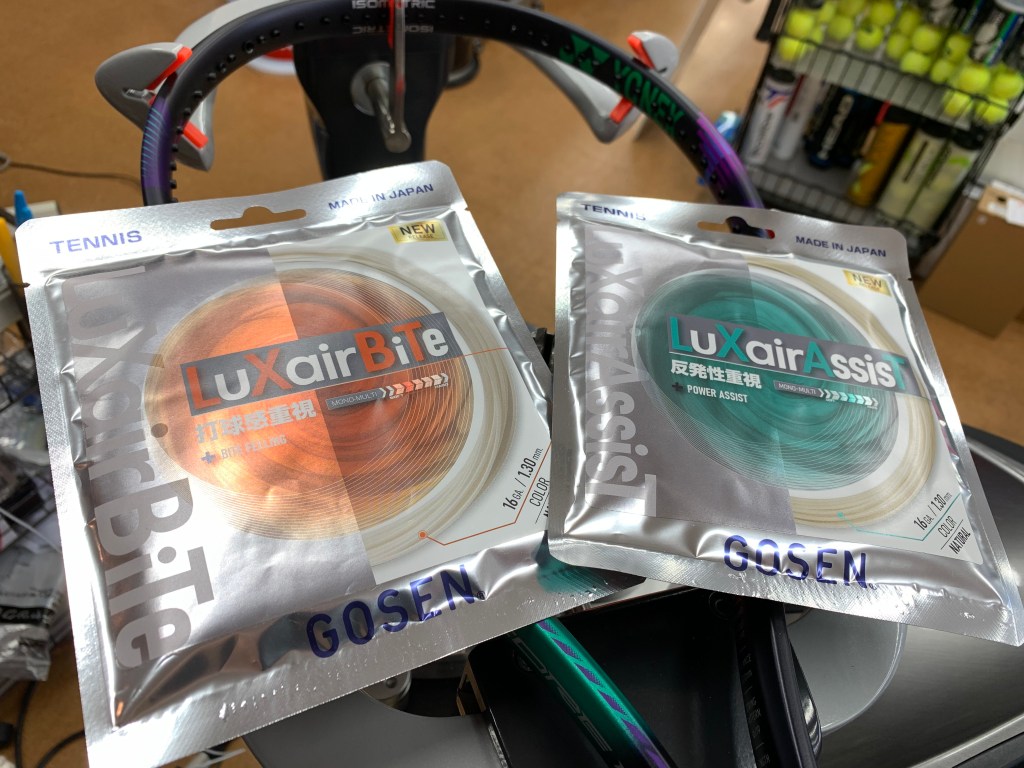 ISOMETRIC
YONEX
TENNIS
MADE IN JAPAN
NEW
LuXairBiTe
LuXairBiTe
打球感重視
MONO-MULTI
16GA / 1.30mm
COLOR
GOSEN
TENNIS
MADE IN JAPAN
NEW
LuXairAssisT
LuXairAssisT
反発性重視
+ POWER ASSIST
MONO-MULTI
16GA / 1.30mm
COLOR
NATURAL
GOSEN